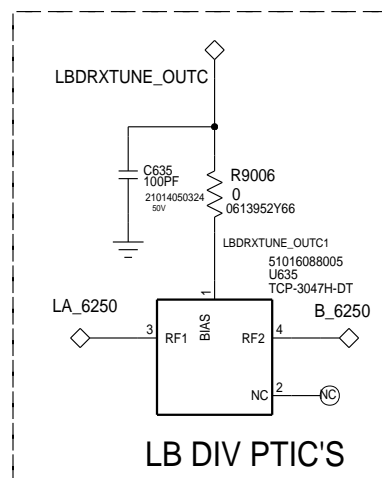 LBDRXTUNE_OUTC
C635
100PF
21014050324
50V
R9006
0
0613952Y66
LBDRXTUNE_OUTC1
51016088005
U635
TCP-3047H-DT
LA_6250
B_6250
1
3
RF1
BIAS
RF2
4
NC
2
NC
LB DIV PTIC'S